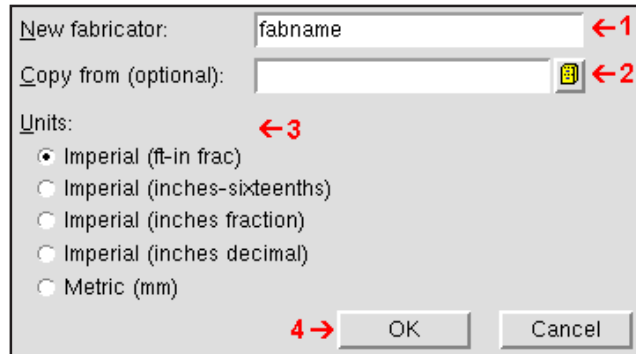 New fabricator: fabname ←1
Copy from (optional): ←2
Units: ←3
Imperial (ft-in frac)
Imperial (inches-sixteenths)
Imperial (inches fraction)
Imperial (inches decimal)
Metric (mm)
4→ OK Cancel